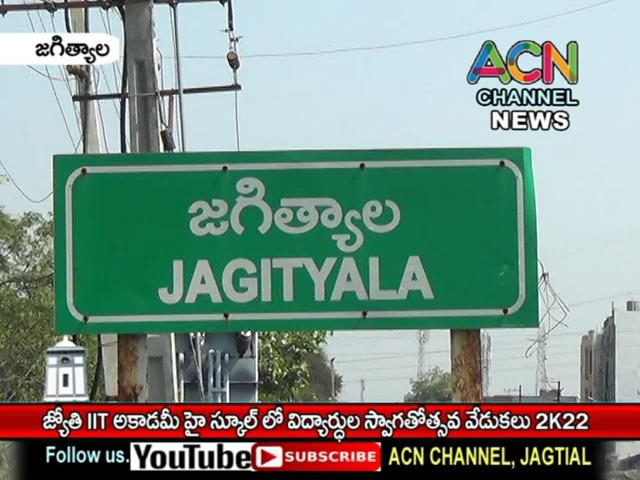 జగిత్యాల
ACN
CHANNEL
NEWS
జగిత్యాల
JAGITYALA
జ్యోతి IIT అకాడమీ హై స్కూల్ లో విద్యార్థుల స్వాగతోత్సవ వేడుకలు 2K22
Follow us. YouTube SUBSCRIBE ACN CHANNEL, JAGTIAL